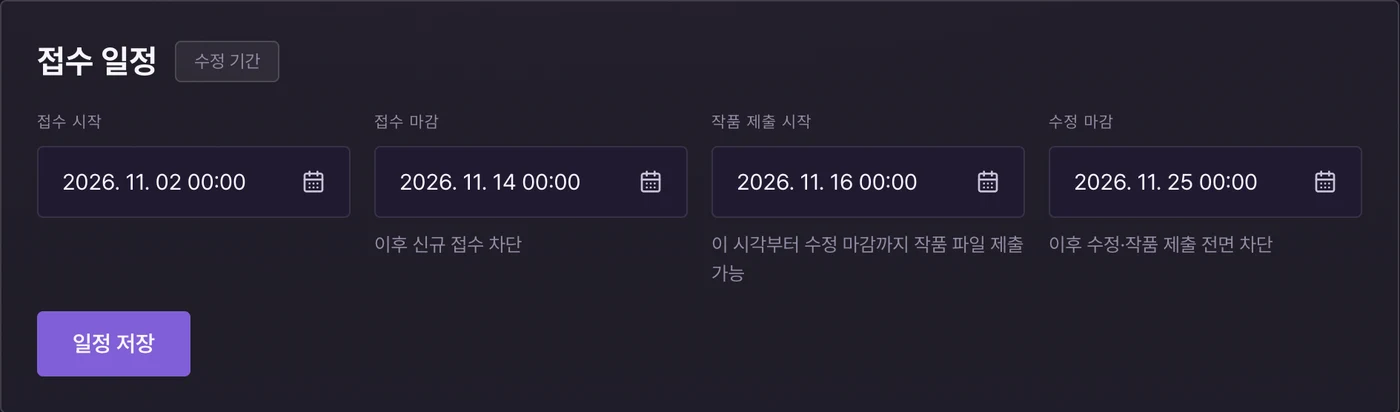 접수 일정
수정 기간
접수 시작
접수 마감
작품 제출 시작
수정 마감
2026. 11. 02 00:00
2026. 11. 14 00:00
2026. 11. 16 00:00
2026. 11. 25 00:00
이후 신규 접수 차단
이 시각부터 수정 마감까지 작품 파일 제출
가능
이후 수정·작품 제출 전면 차단
일정 저장